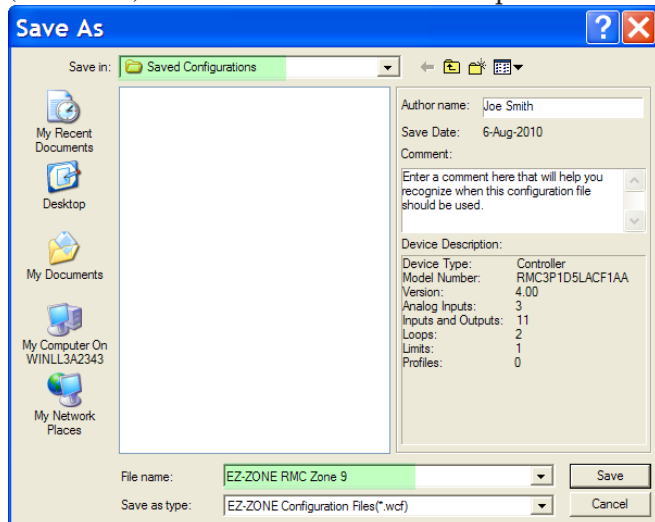 Save As
Save in: Saved Configurations
My Recent
Documents
Desktop
My Documents
My Computer On
WINLL3A2343
My Network
Places
Author name: Joe Smith
Save Date: 6-Aug-2010
Comment:
Enter a comment here that will help you
recognize when this configuration file
should be used.
Device Description:
Device Type: Controller
Model Number: RMC3P1D5LACF1AA
Version: 4.00
Analog Inputs: 3
Inputs and Outputs: 11
Loops: 2
Limits: 1
Profiles: 0
File name: EZ-ZONE RMC Zone 9
Save
Save as type: EZ-ZONE Configuration Files(*.wcf)
Cancel